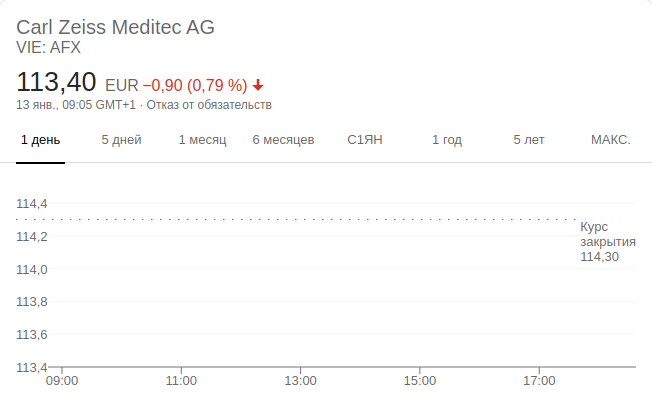 Carl Zeiss Meditec AG
VIE: AFX
113,40 EUR −0,90 (0,79 %)
13 янв., 09:05 GMT+1 · Отказ от обязательств
1 день 5 дней 1 месяц 6 месяцев С1ЯН 1 год 5 лет МАКС.
114,4
114,2
Курс
закрытия
114,30
114,0
113,8
113,6
113,4
09:00 11:00 13:00 15:00 17:00